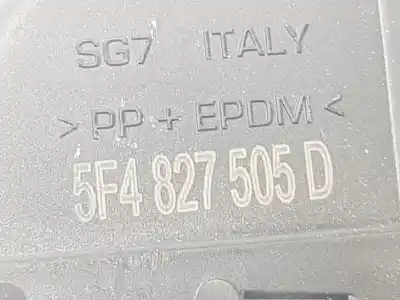 SG7 ITALY
> PP + EPDM <
5F4 827 505 D